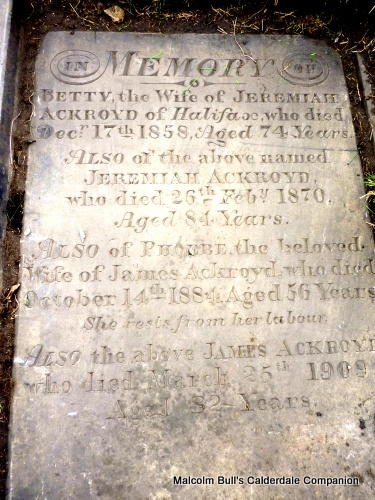 IN MEMORY OF
BETTY, the Wife of JEREMIAH
ACKROYD of Halifax, who died
Decr. 17th 1858, Aged 74 Years.
ALSO of the above named
JEREMIAH ACKROYD,
who died 26th Feby. 1870,
Aged 84 Years.
ALSO of PHOEBE, the beloved
Wife of James Ackroyd, who died
October 14th 1884, Aged 56 Years
She rests from her labour.
ALSO the above JAMES ACKROYD
who died March 25th 1909
Aged 82 Years.
Malcolm Bull's Calderdale Companion